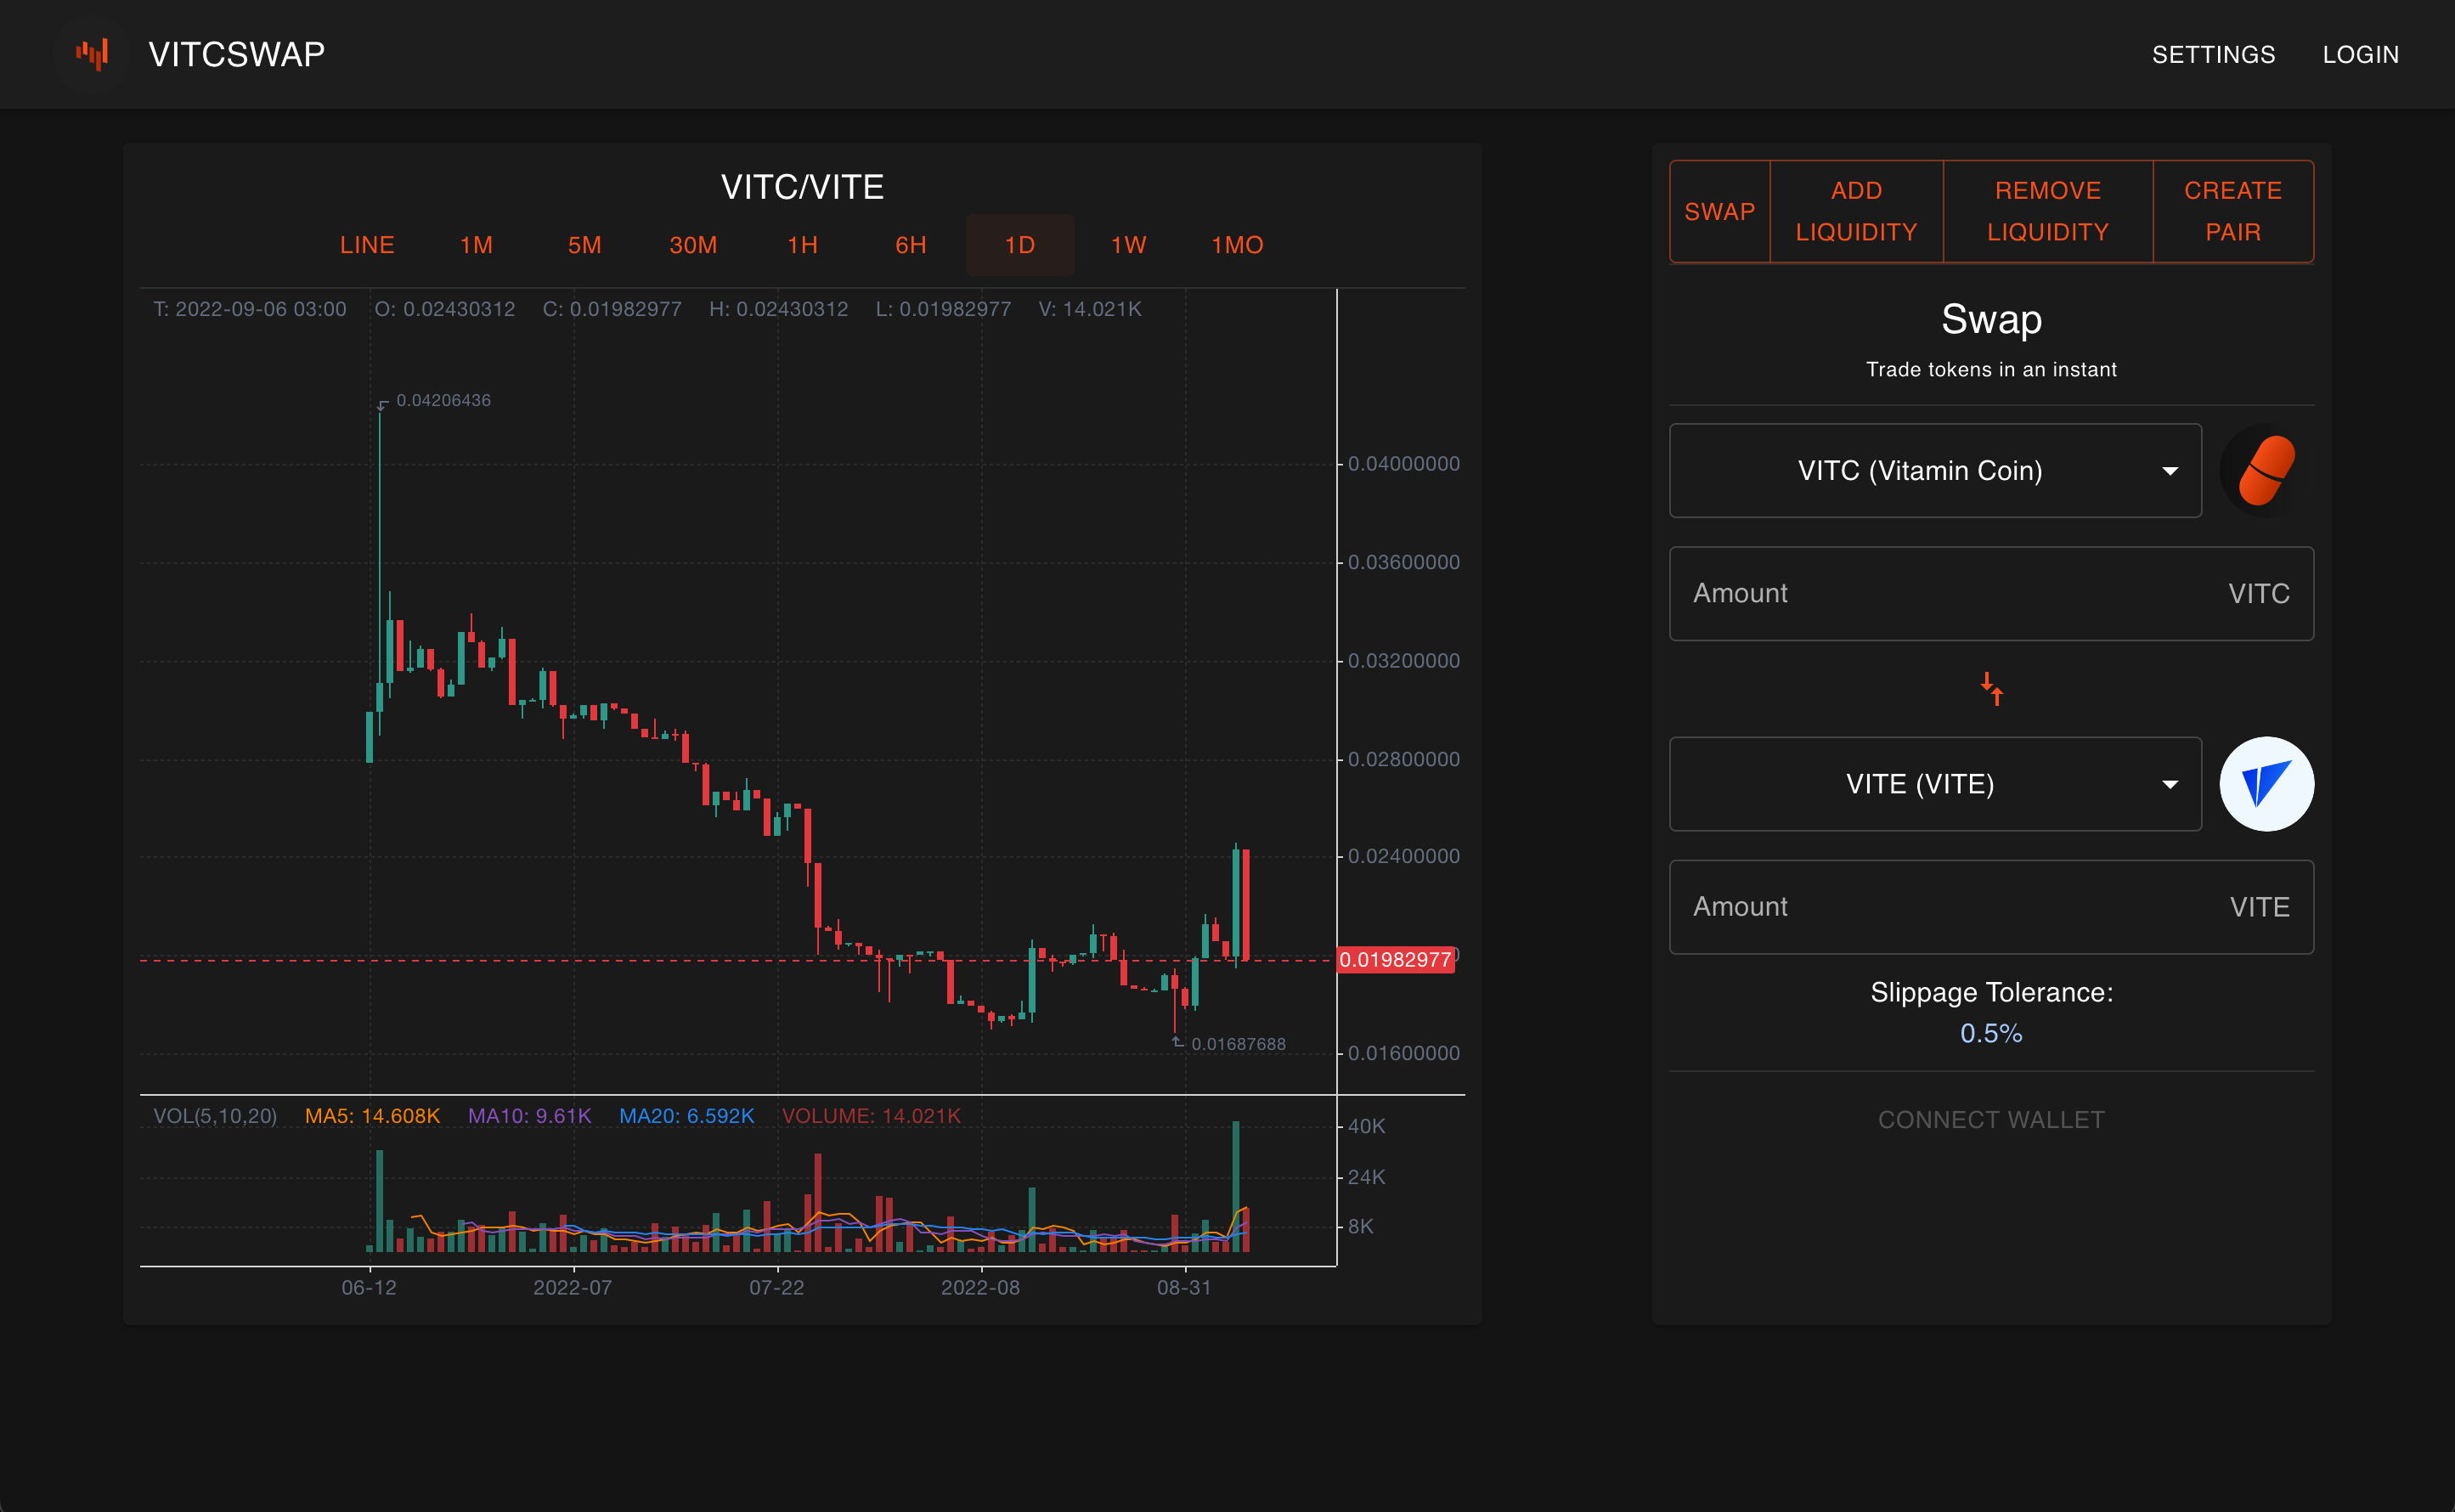 VITCSWAP
SETTINGS LOGIN
VITC/VITE
LINE 1M 5M 30M 1H 6H 1D 1W 1MO
T: 2022-09-06 03:00 O: 0.02430312 C: 0.01982977 H: 0.02430312 L: 0.01982977 V: 14.021K
0.04206436
0.04000000
0.03600000
0.03200000
0.02800000
0.02400000
0.01982977
0.01687688
0.01600000
VOL(5,10,20) MA5: 14.608K MA10: 9.61K MA20: 6.592K VOLUME: 14.021K
40K
24K
8K
06-12 2022-07 07-22 2022-08 08-31
SWAP
ADD
LIQUIDITY
REMOVE
LIQUIDITY
CREATE
PAIR
Swap
Trade tokens in an instant
VITC (Vitamin Coin)
Amount VITC
VITE (VITE)
Amount VITE
Slippage Tolerance:
0.5%
CONNECT WALLET